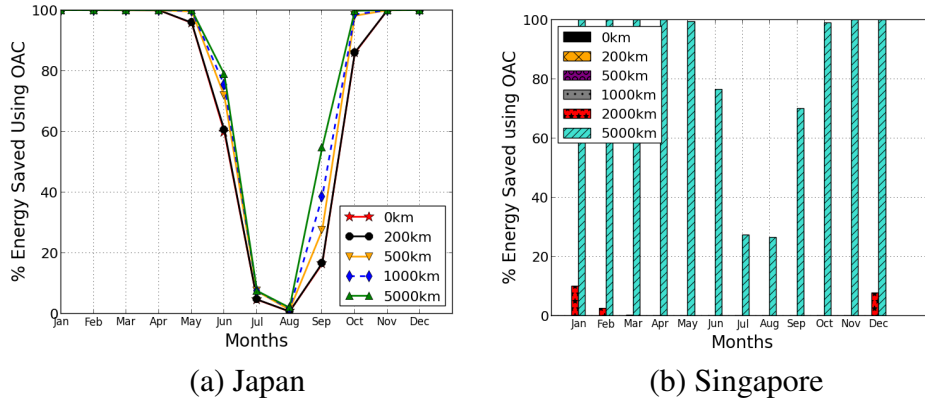 100
80
60
40
20
0
% Energy Saved Using OAC
Jan Feb Mar Apr May Jun Jul Aug Sep Oct Nov Dec
Months
0km
200km
500km
1000km
5000km
(a) Japan
100
80
60
40
20
0
% Energy Saved using OAC
0km
200km
500km
1000km
2000km
5000km
Jan Feb Mar Apr May Jun Jul Aug Sep Oct Nov Dec
Months
(b) Singapore